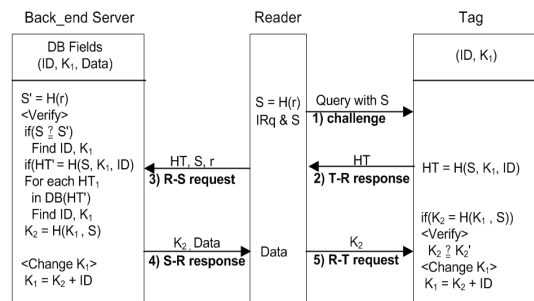 Back_end Server
Reader
Tag
DB Fields
(ID, K₁, Data)
S' = H(r)
<Verify>
if(S ≟ S')
Find ID, K₁
if(HT' = H(S, K₁, ID)
For each HT₁
in DB(HT')
Find ID, K₁
K₂ = H(K₁ , S)
<Change K₁>
K₁ = K₂ + ID
HT, S, r
3) R-S request
K₂, Data
4) S-R response
S = H(r)
IRq & S
Data
Query with S
1) challenge
HT
2) T-R response
K₂
5) R-T request
(ID, K₁)
HT = H(S, K₁, ID)
if(K₂ = H(K₁ , S))
<Verify>
K₂ ≟ K₂'
<Change K₁>
K₁ = K₂ + ID